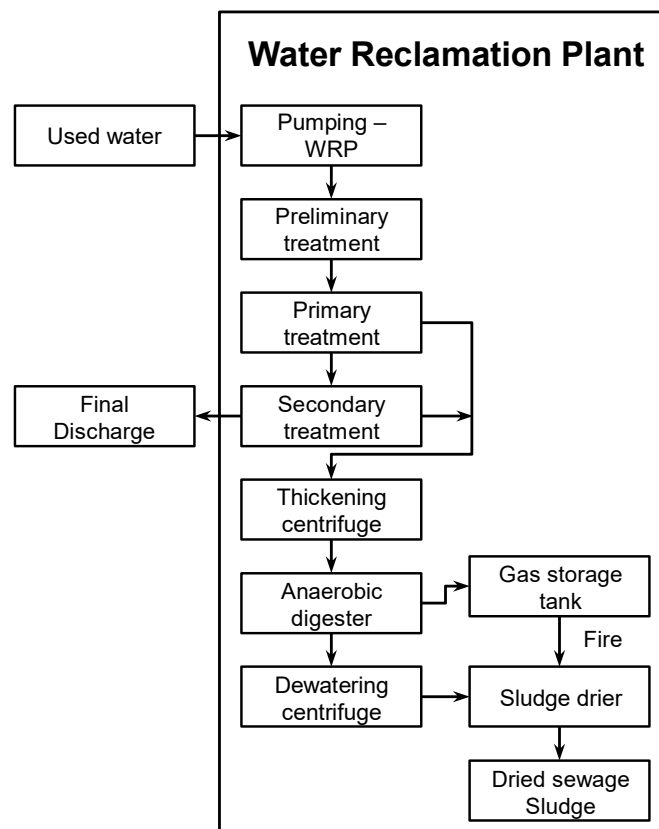 Water Reclamation Plant
Used water
Pumping –
WRP
Preliminary
treatment
Primary
treatment
Final
Discharge
Secondary
treatment
Thickening
centrifuge
Anaerobic
digester
Gas storage
tank
Fire
Dewatering
centrifuge
Sludge drier
Dried sewage
Sludge